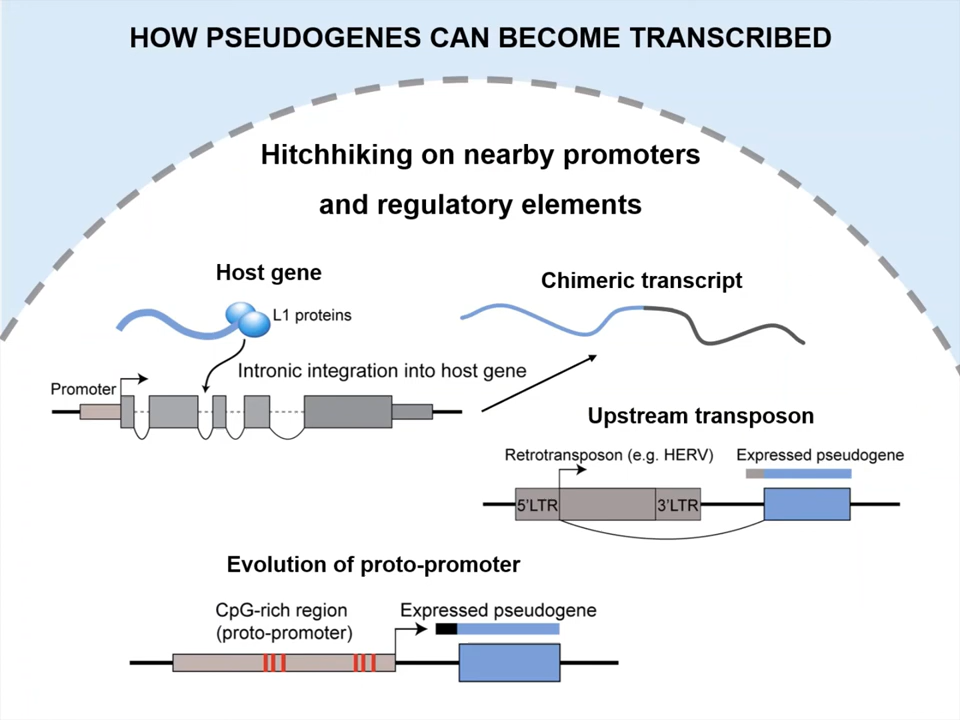 HOW PSEUDOGENES CAN BECOME TRANSCRIBED
Hitchhiking on nearby promoters
and regulatory elements
Host gene
L1 proteins
Intronic integration into host gene
Promoter
Chimeric transcript
Upstream transposon
Retrotransposon (e.g. HERV)
Expressed pseudogene
5'LTR
3'LTR
Evolution of proto-promoter
CpG-rich region
(proto-promoter)
Expressed pseudogene